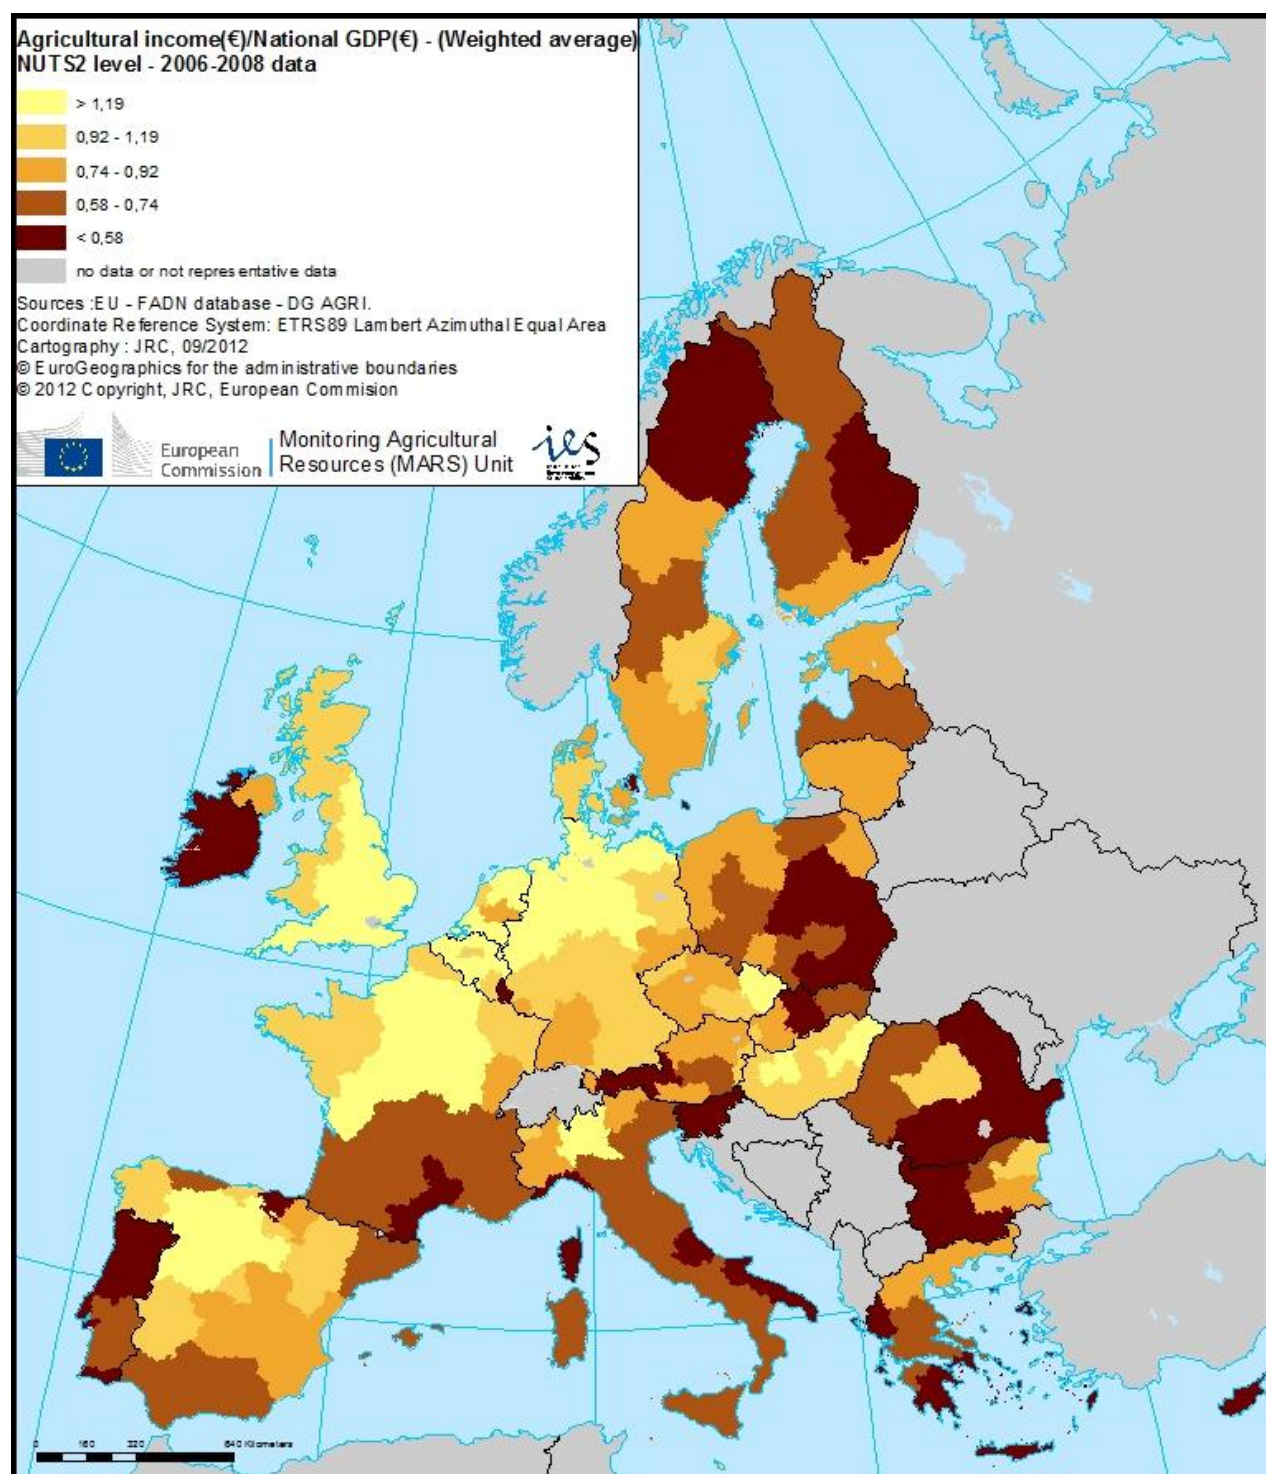 Agricultural income(€)/National GDP(€) - (Weighted average)
NUTS2 level - 2006-2008 data
> 1,19
0,92 - 1,19
0,74 - 0,92
0,58 - 0,74
< 0,58
no data or not representative data
Sources :EU - FADN database - DG AGRI.
Coordinate Reference System: ETRS89 Lambert Azimuthal Equal Area
Cartography : JRC, 09/2012
© EuroGeographics for the administrative boundaries
© 2012 Copyright, JRC, European Commision
European
Commission
Monitoring Agricultural
Resources (MARS) Unit
ies
0 160 320 640 Kilometers